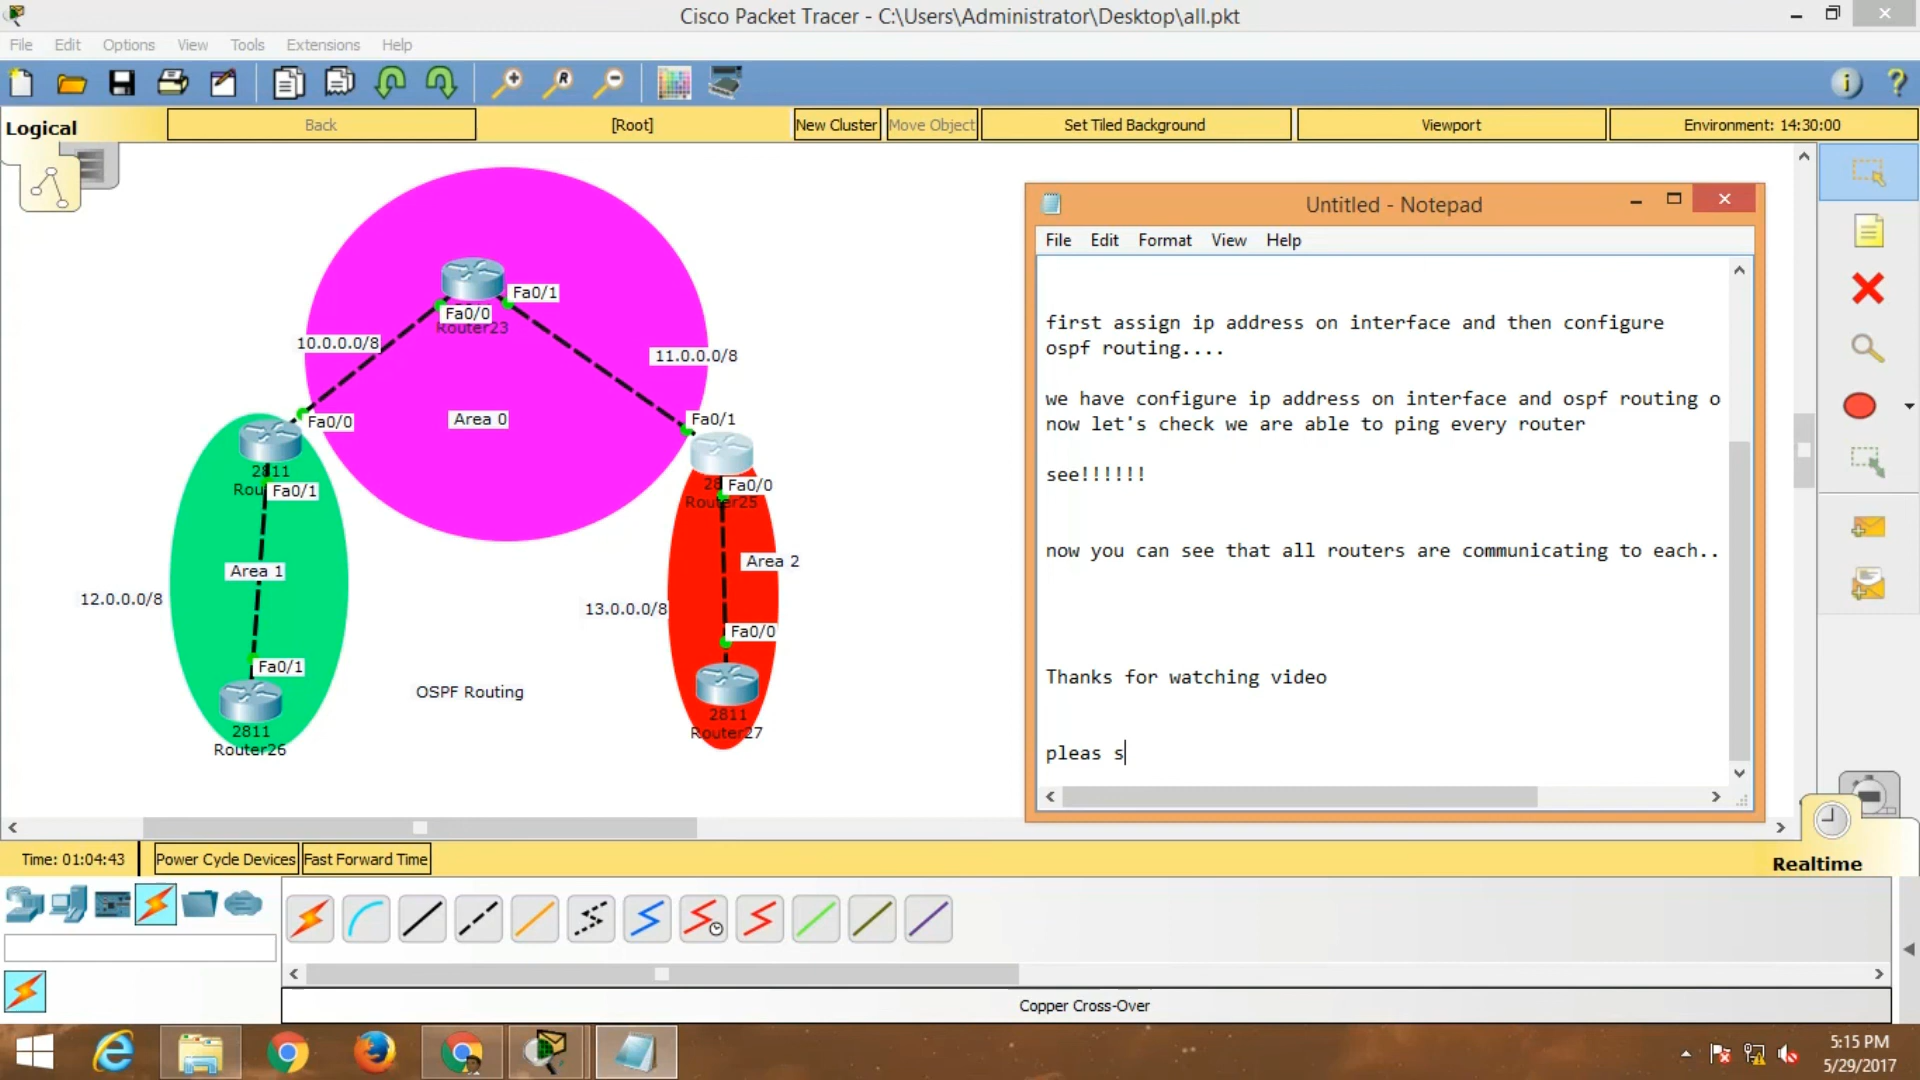 Cisco Packet Tracer - C:\Users\Administrator\Desktop\all.pkt
File Edit Options View Tools Extensions Help
Logical
Back
[Root]
New Cluster
Move Object
Set Tiled Background
Viewport
Environment: 14:30:00
Fa0/1
Fa0/0
Router23
10.0.0.0/8
11.0.0.0/8
Area 0
Fa0/0
Fa0/1
2811
Rou
Fa0/1
28
Fa0/0
Router25
Area 1
Area 2
12.0.0.0/8
13.0.0.0/8
Fa0/1
Fa0/0
2811
Router26
OSPF Routing
2811
Router27
Untitled - Notepad
File Edit Format View Help
first assign ip address on interface and then configure
ospf routing....
we have configure ip address on interface and ospf routing o
now let's check we are able to ping every router
see!!!!!!
now you can see that all routers are communicating to each..
Thanks for watching video
pleas s
Time: 01:04:43
Power Cycle Devices
Fast Forward Time
Realtime
Copper Cross-Over
5:15 PM
5/29/2017